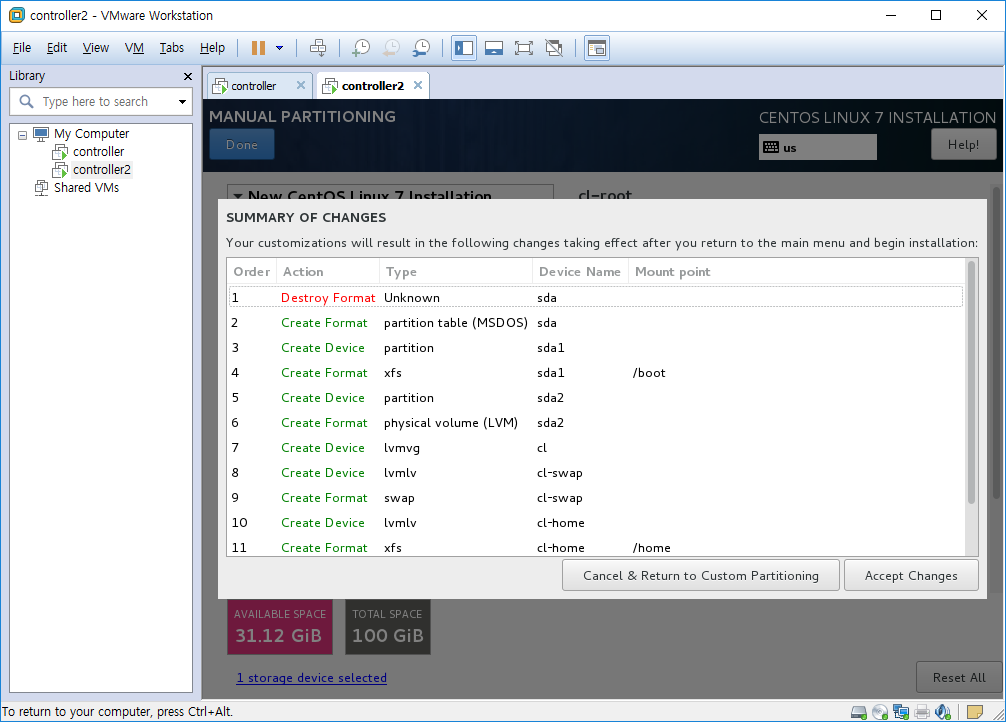 controller2 - VMware Workstation
File Edit View VM Tabs Help
Library
Type here to search
My Computer
controller
controller2
Shared VMs
controller controller2
MANUAL PARTITIONING
CENTOS LINUX 7 INSTALLATION
Done
us
Help!
New CentOS Linux 7 Installation
cl-root
SUMMARY OF CHANGES
Your customizations will result in the following changes taking effect after you return to the main menu and begin installation:
Order Action Type Device Name Mount point
1 Destroy Format Unknown sda
2 Create Format partition table (MSDOS) sda
3 Create Device partition sda1
4 Create Format xfs sda1 /boot
5 Create Device partition sda2
6 Create Format physical volume (LVM) sda2
7 Create Device lvmvg cl
8 Create Device lvmlv cl-swap
9 Create Format swap cl-swap
10 Create Device lvmlv cl-home
11 Create Format xfs cl-home /home
Cancel & Return to Custom Partitioning Accept Changes
AVAILABLE SPACE
31.12 GiB
TOTAL SPACE
100 GiB
1 storage device selected
Reset All
To return to your computer, press Ctrl+Alt.